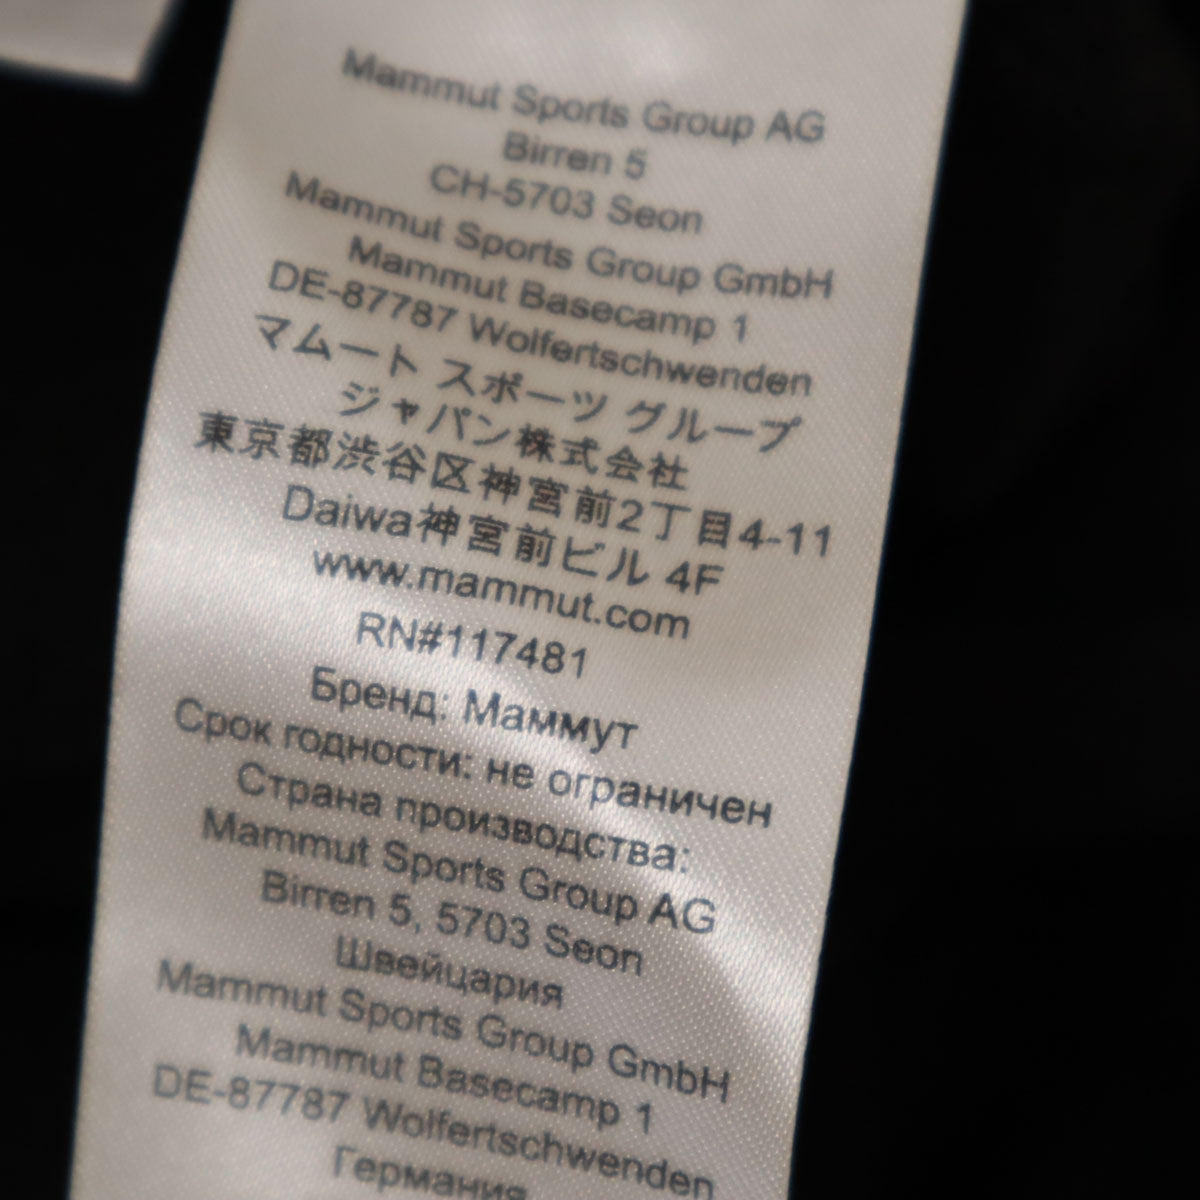 Mammut Sports Group AG
Birren 5
CH-5703 Seon
Mammut Sports Group GmbH
Mammut Basecamp 1
DE-87787 Wolfertschwenden
マムート スポーツ グループ
ジャパン株式会社
東京都渋谷区神宮前2丁目4-11
Daiwa神宮前ビル 4F
www.mammut.com
RN#117481
Бренд: Маммут
Срок годности: не ограничен
Страна производства:
Mammut Sports Group AG
Birren 5, 5703 Seon
Швейцария
Mammut Sports Group GmbH
Mammut Basecamp 1
DE-87787 Wolfertschwenden
Германия